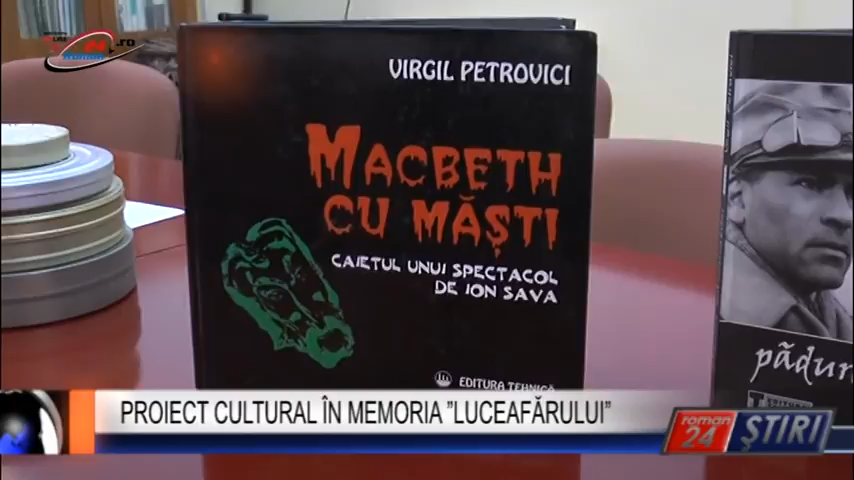 .ro
VIRGIL PETROVICI
MACBETH
CU MĂȘTI
CAIETUL UNUI SPECTACOL
DE ION SAVA
EDITURA TEHNICĂ
pădur
PROIECT CULTURAL ÎN MEMORIA "LUCEAFĂRULUI"
roman
24
ȘTIRI